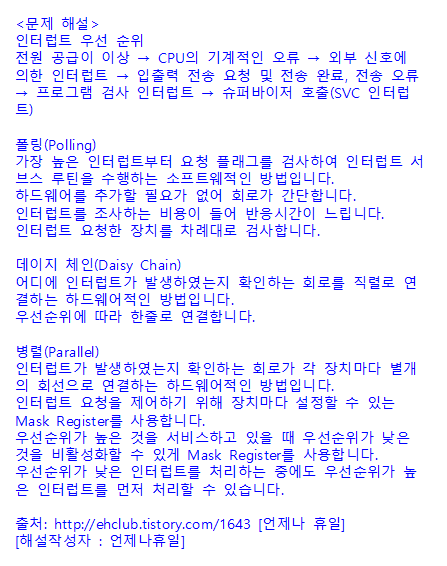 <문제 해설>
인터럽트 우선 순위
전원 공급이 이상 → CPU의 기계적인 오류 → 외부 신호에
의한 인터럽트 → 입출력 전송 요청 및 전송 완료, 전송 오류
→ 프로그램 검사 인터럽트 → 슈퍼바이저 호출(SVC 인터럽
트)
폴링(Polling)
가장 높은 인터럽트부터 요청 플래그를 검사하여 인터럽트 서
브스 루틴을 수행하는 소프트웨적인 방법입니다.
하드웨어를 추가할 필요가 없어 회로가 간단합니다.
인터럽트를 조사하는 비용이 들어 반응시간이 느립니다.
인터럽트 요청한 장치를 차례대로 검사합니다.
데이지 체인(Daisy Chain)
어디에 인터럽트가 발생하였는지 확인하는 회로를 직렬로 연
결하는 하드웨어적인 방법입니다.
우선순위에 따라 한줄로 연결합니다.
병렬(Parallel)
인터럽트가 발생하였는지 확인하는 회로가 각 장치마다 별개
의 회선으로 연결하는 하드웨어적인 방법입니다.
인터럽트 요청을 제어하기 위해 장치마다 설정할 수 있는
Mask Register를 사용합니다.
우선순위가 높은 것을 서비스하고 있을 때 우선순위가 낮은
것을 비활성화할 수 있게 Mask Register를 사용합니다.
우선순위가 낮은 인터럽트를 처리하는 중에도 우선순위가 높
은 인터럽트를 먼저 처리할 수 있습니다.
출처: http://ehclub.tistory.com/1643 [언제나 휴일]
[해설작성자 : 언제나휴일]